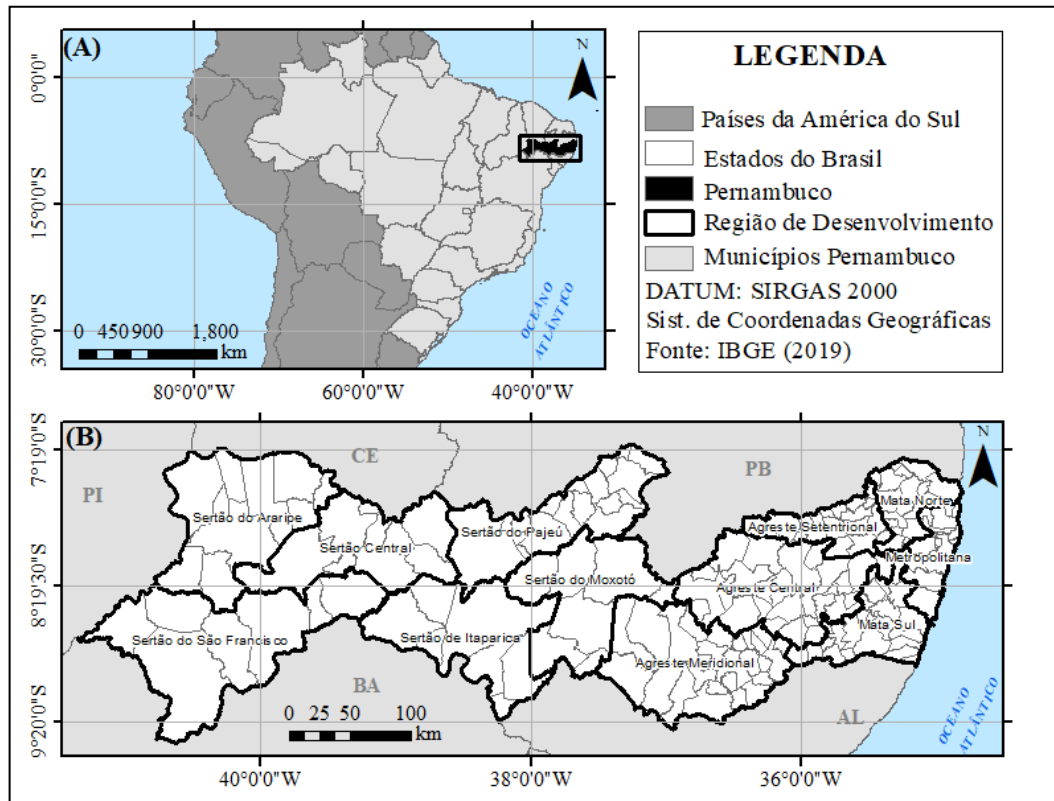 (A)
N
0°0'0"
15°0'0"S
30°0'0"S
OCEANO
ATLÂNTICO
0 450 900 1,800
km
80°0'0"W 60°0'0"W 40°0'0"W
LEGENDA
Países da América do Sul
Estados do Brasil
Pernambuco
Região de Desenvolvimento
Municípios Pernambuco
DATUM: SIRGAS 2000
Sist. de Coordenadas Geográficas
Fonte: IBGE (2019)
(B)
N
7°19'0"S
8°19'30"S
9°20'0"S
CE
PI
PB
BA
AL
Sertão do Araripe
Sertão Central
Sertão do Pajeú
Sertão do Moxotó
Sertão do São Francisco
Sertão de Itaparica
Agreste Setentrional
Agreste Central
Agreste Meridional
Mata Norte
Metropolitana
Mata Sul
OCEANO
ATLÂNTICO
0 25 50 100
km
40°0'0"W 38°0'0"W 36°0'0"W